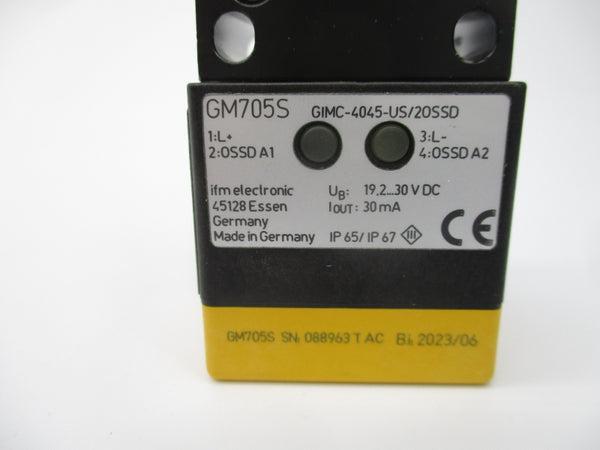 GM705S GIMC-4045-US/2OSSD
1:L+ 3:L-
2:OSSD A1 4:OSSD A2
ifm electronic UB: 19,2...30 V DC
45128 Essen IOUT: 30 mA
Germany
Made in Germany IP 65/ IP 67 III CE
GM705S SN: 088963 T AC 2023/06